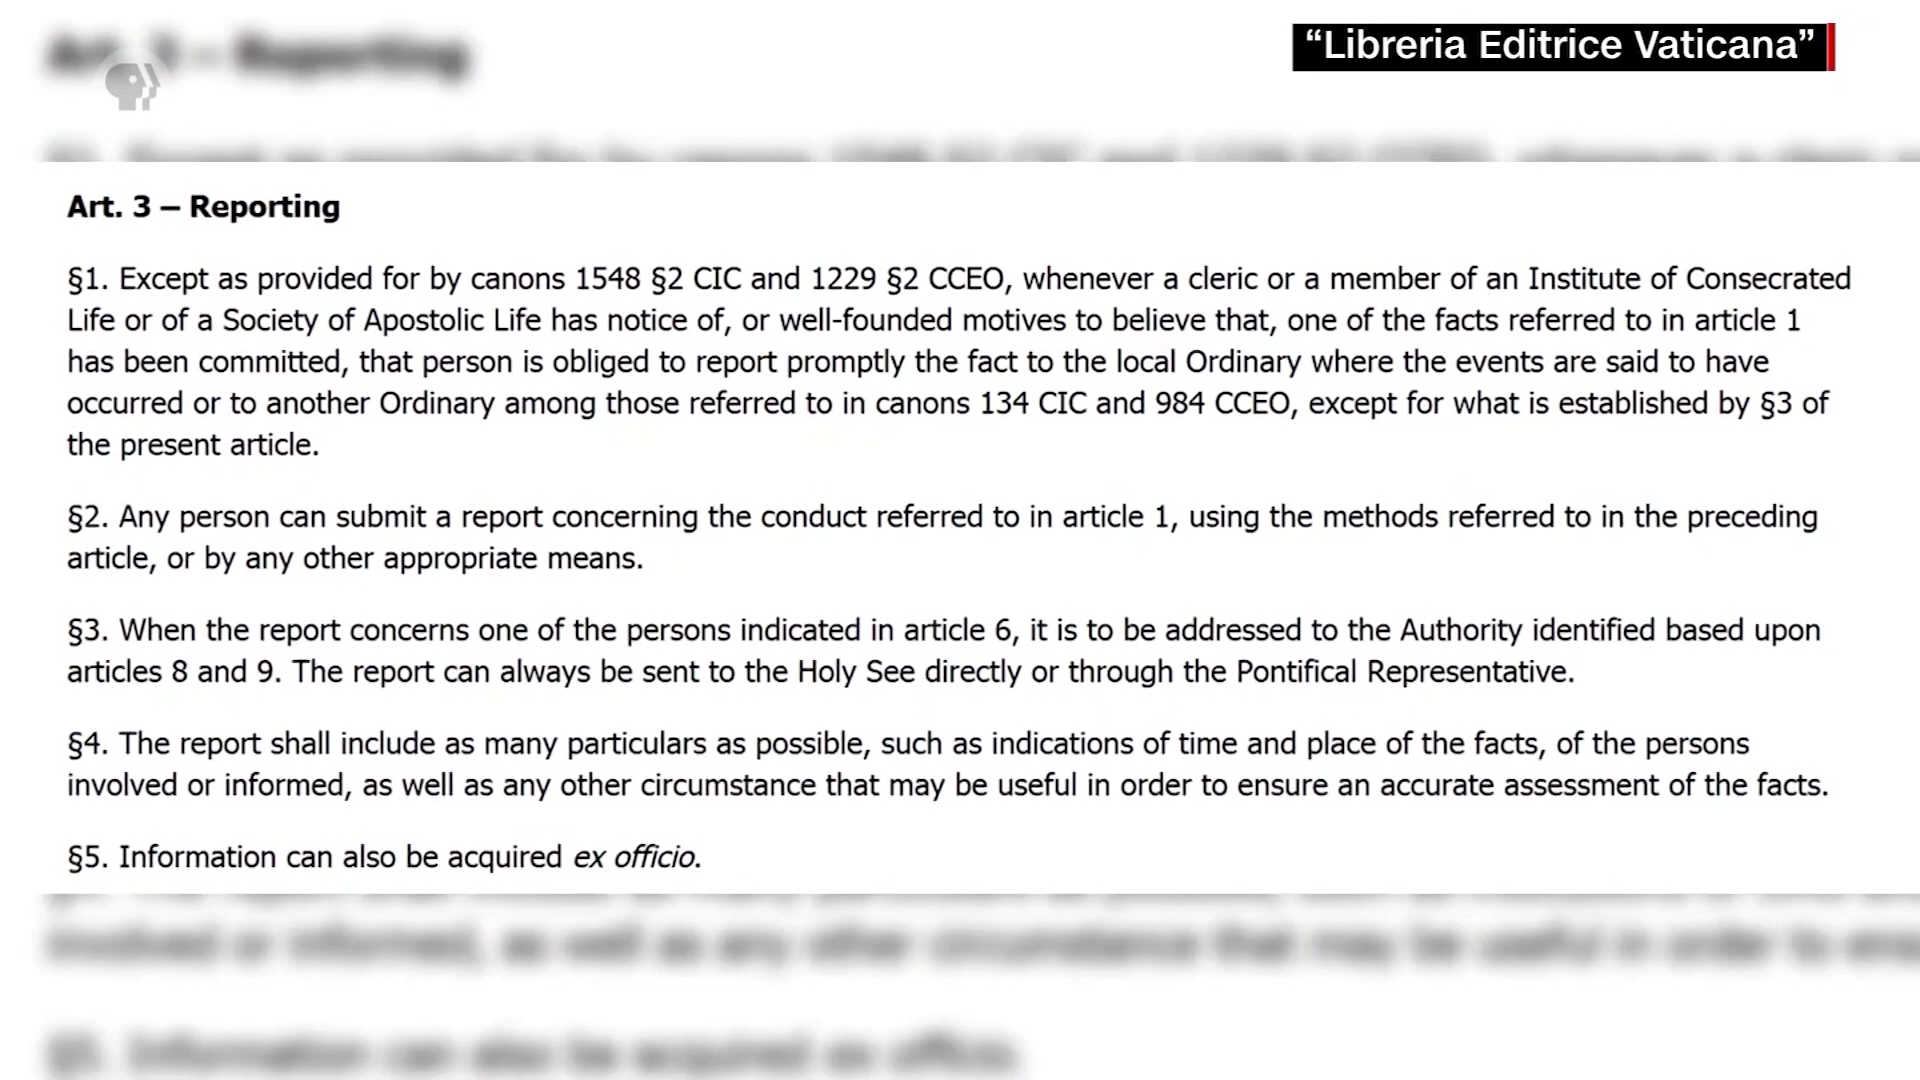 “Libreria Editrice Vaticana”
Art. 3 – Reporting
§1. Except as provided for by canons 1548 §2 CIC and 1229 §2 CCEO, whenever a cleric or a member of an Institute of Consecrated
Life or of a Society of Apostolic Life has notice of, or well-founded motives to believe that, one of the facts referred to in article 1
has been committed, that person is obliged to report promptly the fact to the local Ordinary where the events are said to have
occurred or to another Ordinary among those referred to in canons 134 CIC and 984 CCEO, except for what is established by §3 of
the present article.
§2. Any person can submit a report concerning the conduct referred to in article 1, using the methods referred to in the preceding
article, or by any other appropriate means.
§3. When the report concerns one of the persons indicated in article 6, it is to be addressed to the Authority identified based upon
articles 8 and 9. The report can always be sent to the Holy See directly or through the Pontifical Representative.
§4. The report shall include as many particulars as possible, such as indications of time and place of the facts, of the persons
involved or informed, as well as any other circumstance that may be useful in order to ensure an accurate assessment of the facts.
§5. Information can also be acquired ex officio.